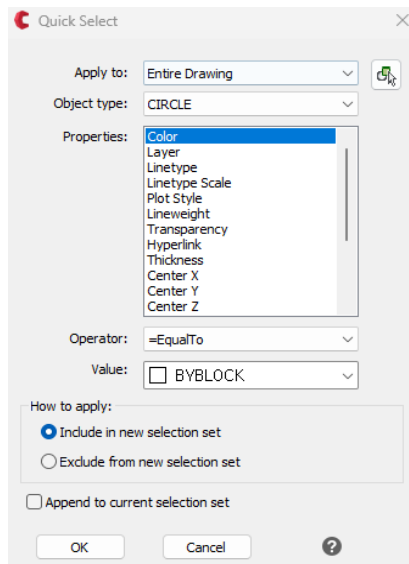 Quick Select
Apply to: Entire Drawing
Object type: CIRCLE
Properties: Color
Layer
Linetype
Linetype Scale
Plot Style
Lineweight
Transparency
Hyperlink
Thickness
Center X
Center Y
Center Z
Operator: =EqualTo
Value: BYBLOCK
How to apply:
Include in new selection set
Exclude from new selection set
Append to current selection set
OK Cancel ?